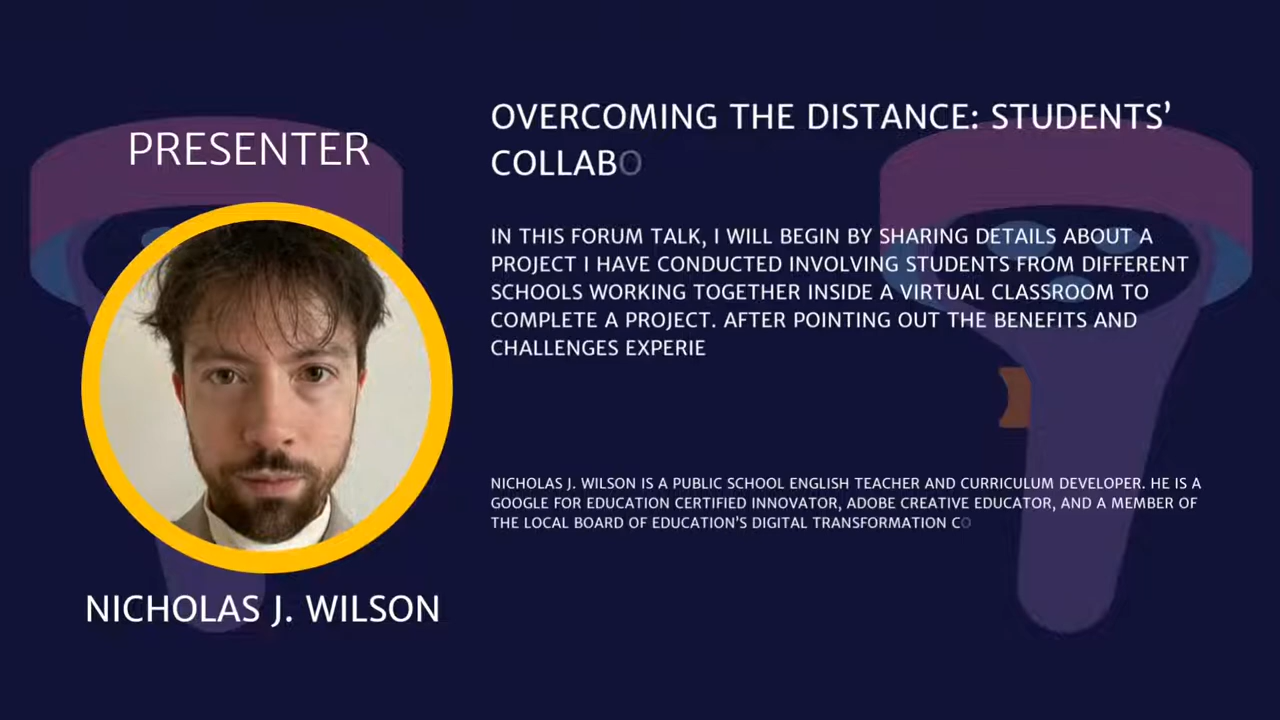 PRESENTER
NICHOLAS J. WILSON
OVERCOMING THE DISTANCE: STUDENTS’
COLLABO
IN THIS FORUM TALK, I WILL BEGIN BY SHARING DETAILS ABOUT A
PROJECT I HAVE CONDUCTED INVOLVING STUDENTS FROM DIFFERENT
SCHOOLS WORKING TOGETHER INSIDE A VIRTUAL CLASSROOM TO
COMPLETE A PROJECT. AFTER POINTING OUT THE BENEFITS AND
CHALLENGES EXPERIE
NICHOLAS J. WILSON IS A PUBLIC SCHOOL ENGLISH TEACHER AND CURRICULUM DEVELOPER. HE IS A
GOOGLE FOR EDUCATION CERTIFIED INNOVATOR, ADOBE CREATIVE EDUCATOR, AND A MEMBER OF
THE LOCAL BOARD OF EDUCATION’S DIGITAL TRANSFORMATION CO